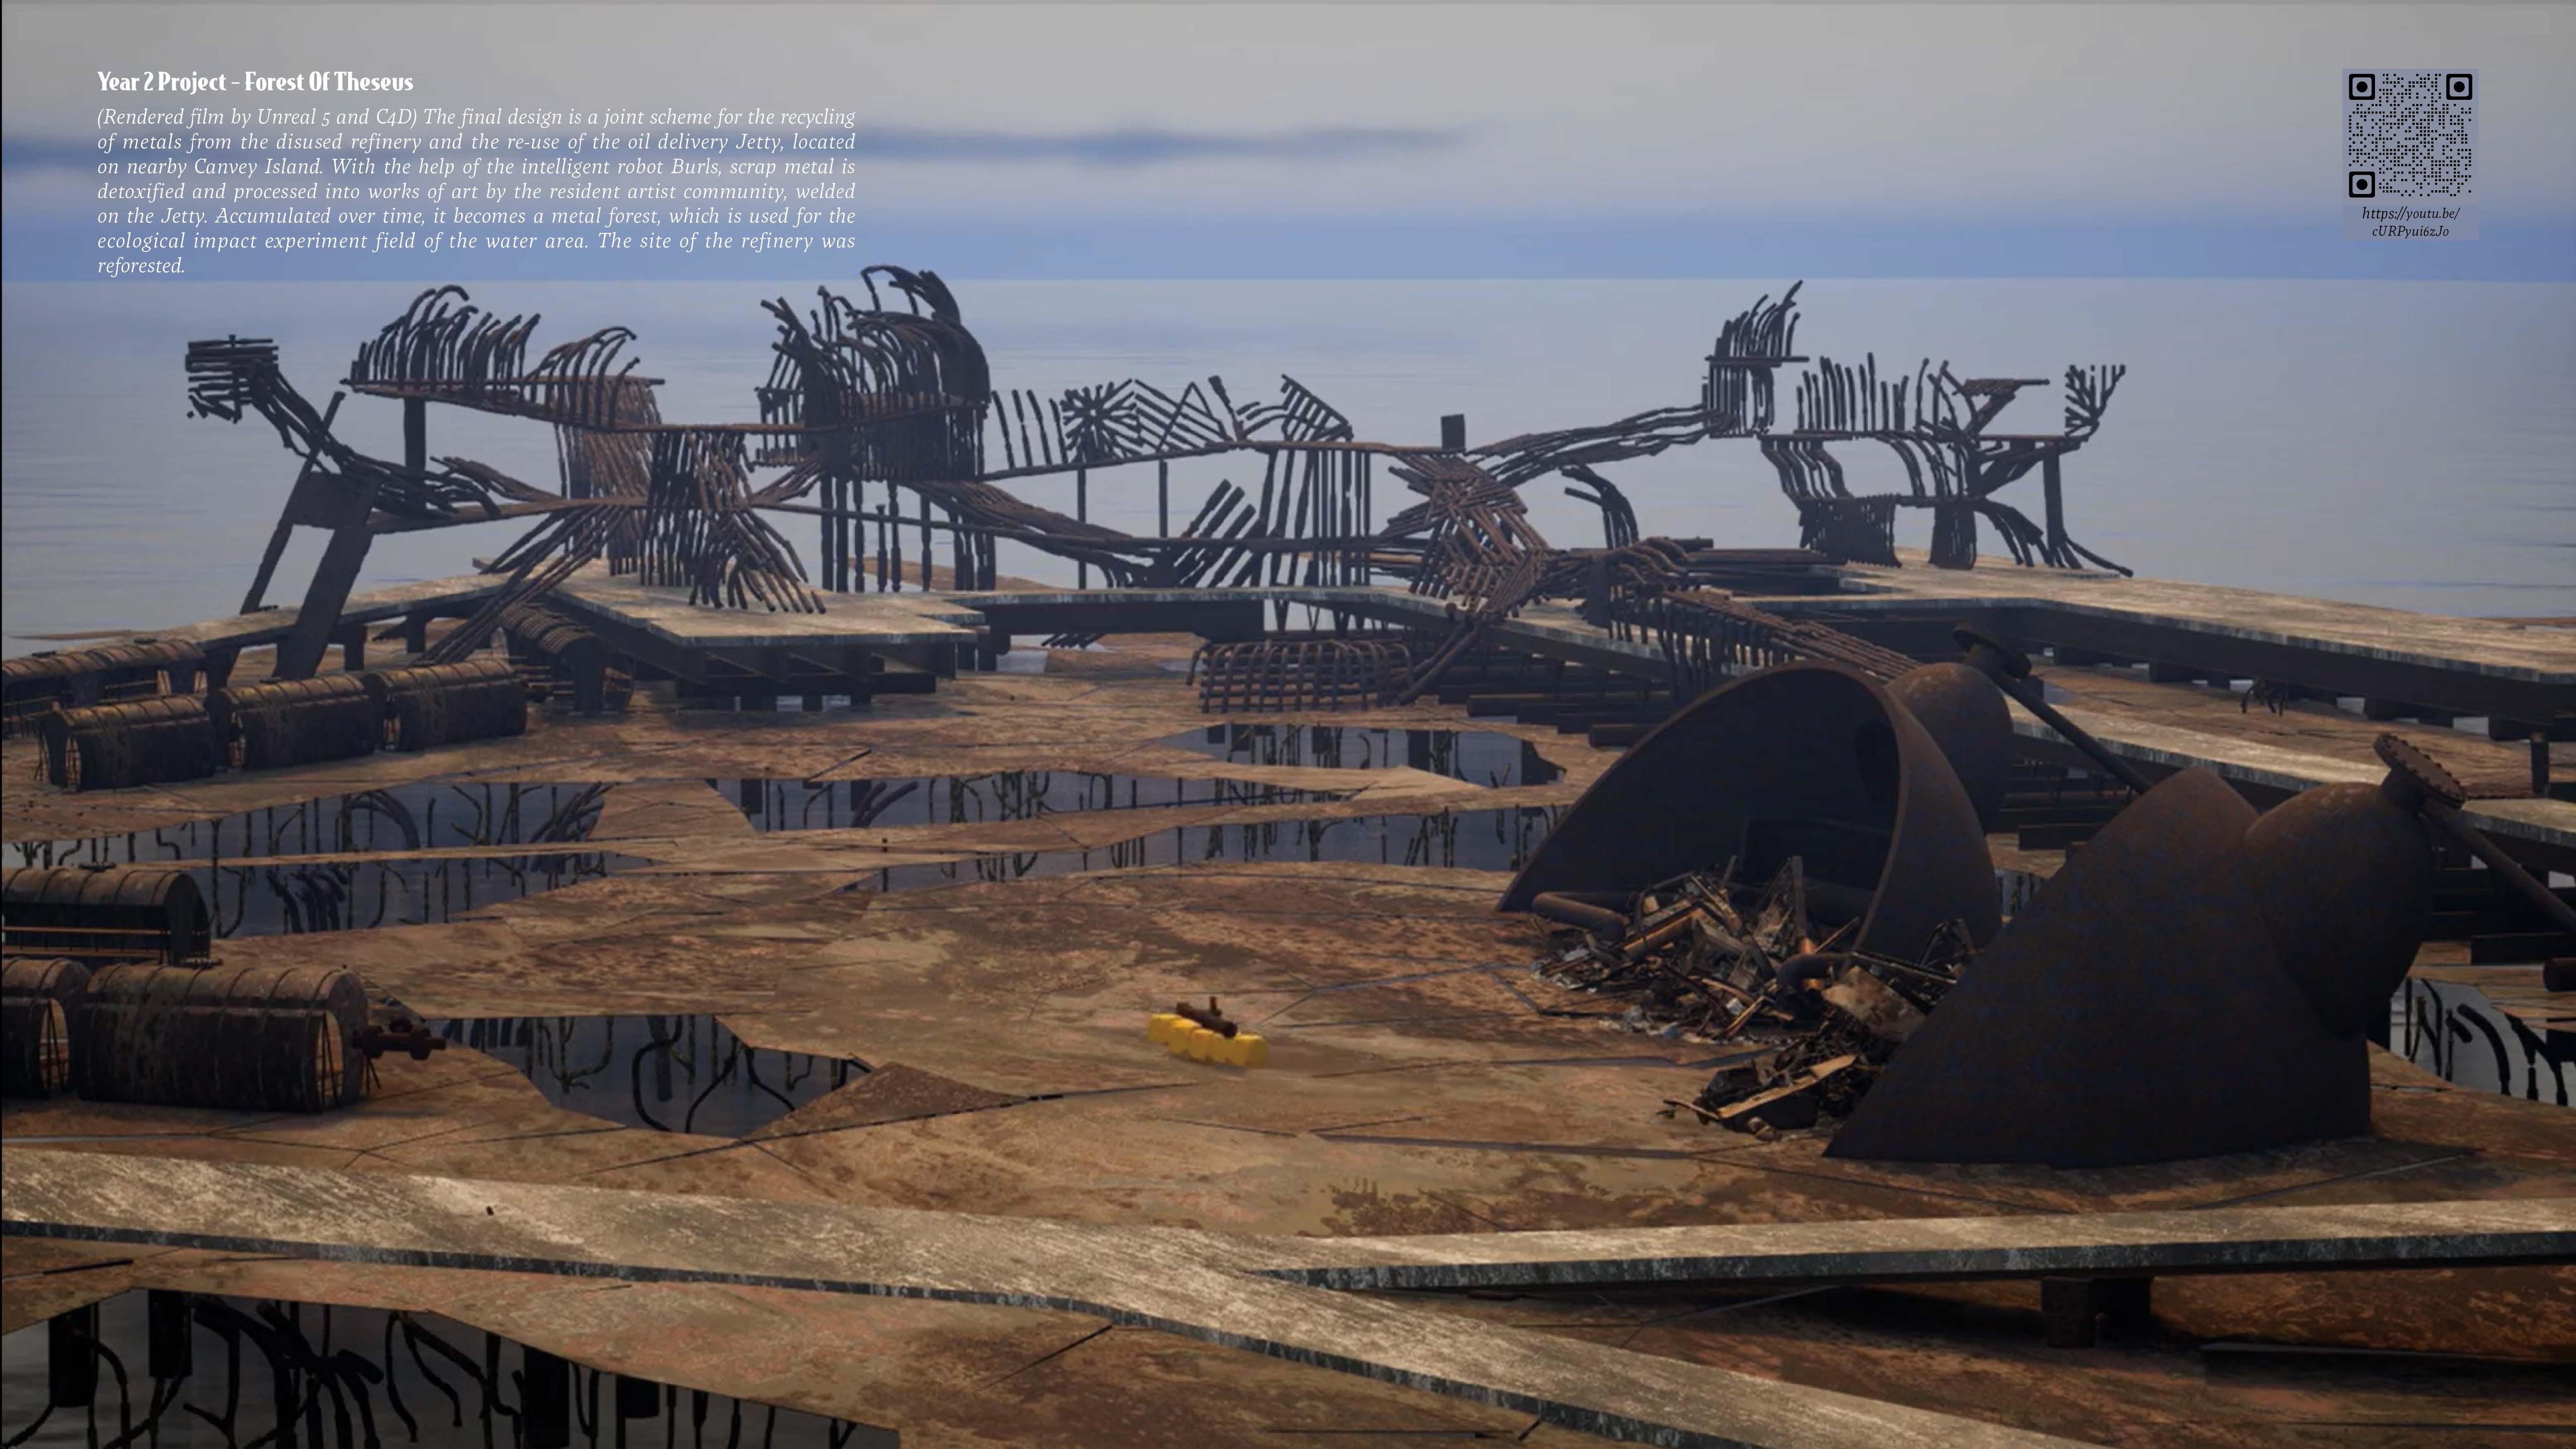 Year 2 Project - Forest Of Theseus
(Rendered film by Unreal 5 and C4D) The final design is a joint scheme for the recycling
of metals from the disused refinery and the re-use of the oil delivery Jetty, located
on nearby Canvey Island. With the help of the intelligent robot Burls, scrap metal is
detoxified and processed into works of art by the resident artist community, welded
on the Jetty. Accumulated over time, it becomes a metal forest, which is used for the
ecological impact experiment field of the water area. The site of the refinery was
reforested.
https://youtu.be/
cURPyui6zJo